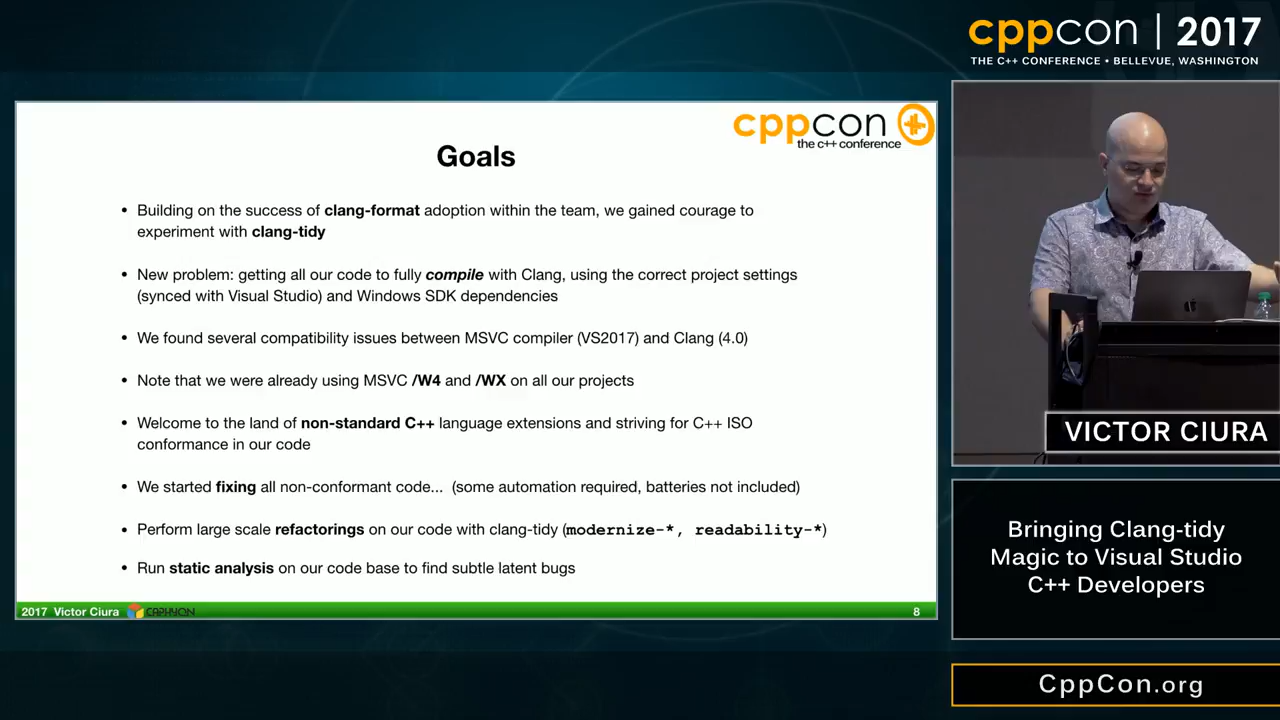 cppcon | 2017
THE C++ CONFERENCE • BELLEVUE, WASHINGTON
cppcon
the c++ conference
Goals
• Building on the success of clang-format adoption within the team, we gained courage to
experiment with clang-tidy
• New problem: getting all our code to fully compile with Clang, using the correct project settings
(synced with Visual Studio) and Windows SDK dependencies
• We found several compatibility issues between MSVC compiler (VS2017) and Clang (4.0)
• Note that we were already using MSVC /W4 and /WX on all our projects
• Welcome to the land of non-standard C++ language extensions and striving for C++ ISO
conformance in our code
• We started fixing all non-conformant code... (some automation required, batteries not included)
• Perform large scale refactorings on our code with clang-tidy (modernize-*, readability-*)
• Run static analysis on our code base to find subtle latent bugs
2017 Victor Ciura CAPHYON
8
VICTOR CIURA
Bringing Clang-tidy
Magic to Visual Studio
C++ Developers
CppCon.org